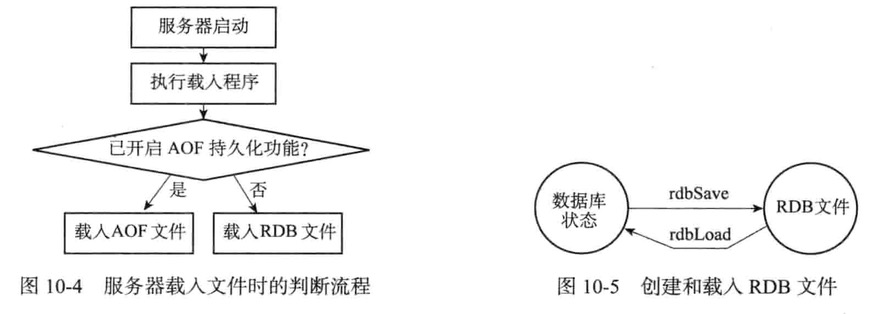 服务器启动
执行载入程序
已开启 AOF 持久化功能?
是
否
载入AOF 文件
载入RDB 文件
图 10-4 服务器载入文件时的判断流程
数据库
状态
rdbSave
rdbLoad
RDB文件
图 10-5 创建和载入 RDB 文件